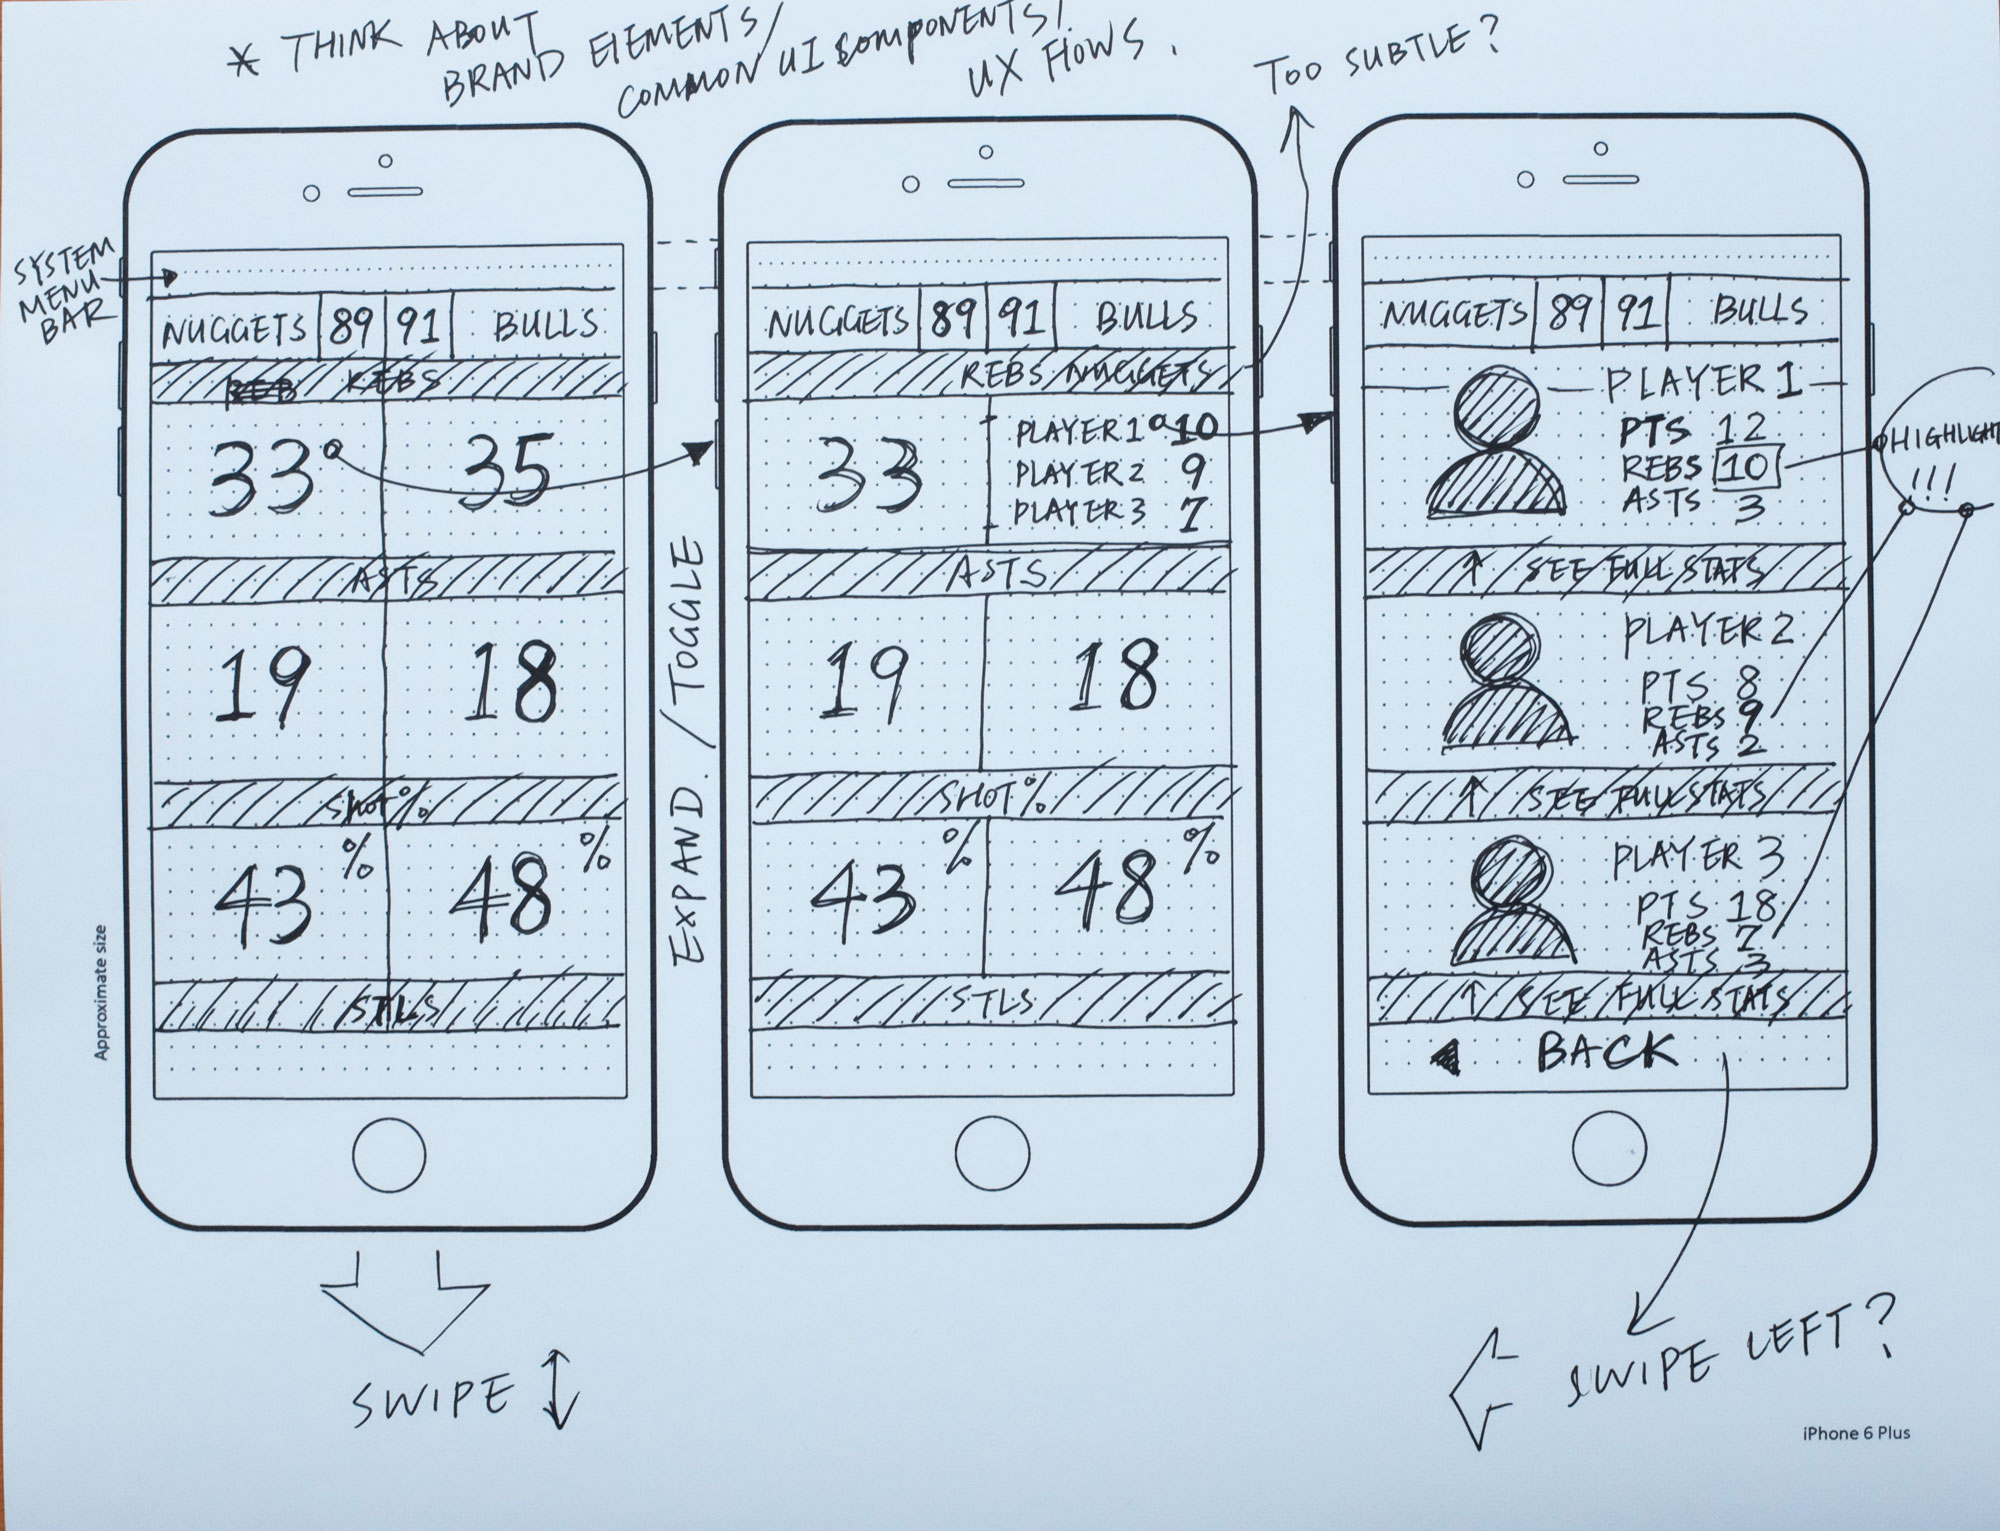 * THINK ABOUT
BRAND ELEMENTS/
COMMON UI COMPONENTS/
UX FLOWS.
TOO SUBTLE?
SYSTEM
MENU
BAR
NUGGETS 89 91 BULLS
REB REBS
33 35
ASTS
19 18
SHOT%
43% 48%
STLS
SWIPE
Approximate size
EXPAND / TOGGLE
NUGGETS 89 91 BULLS
REBS NUGGETS
33
PLAYER 1 10
PLAYER 2 9
PLAYER 3 7
ASTS
19 18
SHOT%
43% 48%
STLS
NUGGETS 89 91 BULLS
PLAYER 1
PTS 12
REBS 10
ASTS 3
↑ SEE FULL STATS
PLAYER 2
PTS 8
REBS 9
ASTS 2
↑ SEE FULL STATS
PLAYER 3
PTS 18
REBS 7
ASTS 3
↑ SEE FULL STATS
BACK
HIGHLIGHT
!!!
SWIPE LEFT?
iPhone 6 Plus